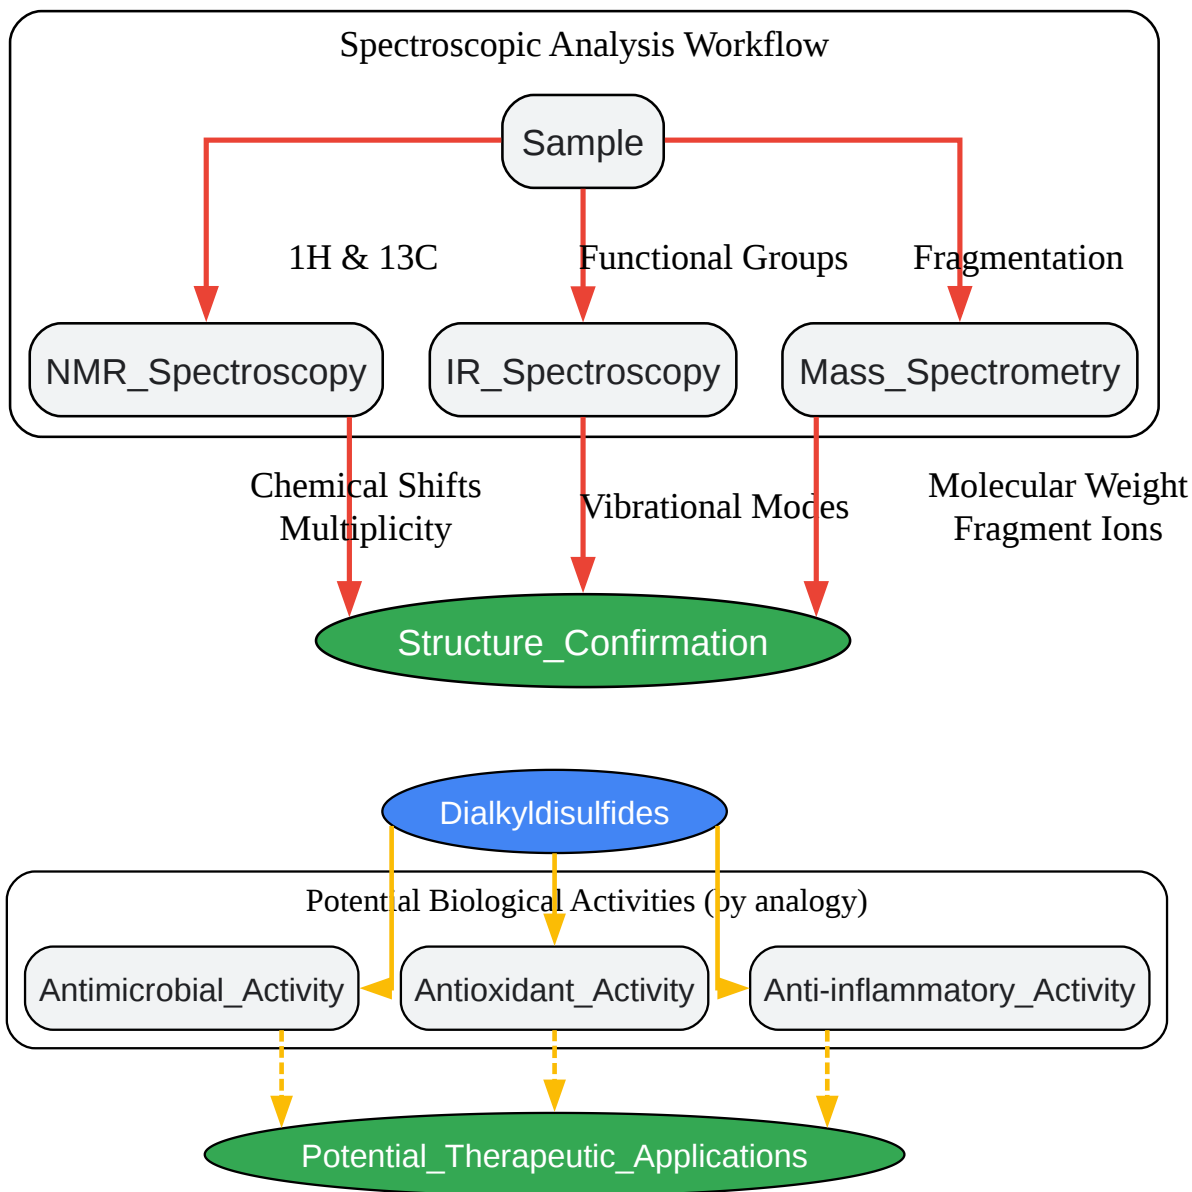 Spectroscopic Analysis Workflow
Sample
1H & 13C
Functional Groups
Fragmentation
NMR_Spectroscopy
IR_Spectroscopy
Mass_Spectrometry
Chemical Shifts
Multiplicity
Vibrational Modes
Molecular Weight
Fragment Ions
Structure_Confirmation
Dialkyldisulfides
Potential Biological Activities (by analogy)
Antimicrobial_Activity
Antioxidant_Activity
Anti-inflammatory_Activity
Potential_Therapeutic_Applications